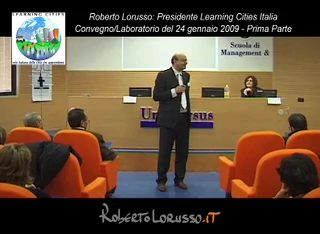 LEARNING CITIES
Roberto Lorusso: Presidente Learning Cities Italia
Convegno/Laboratorio del 24 gennaio 2009 - Prima Parte
Scuola di
Management &
RobertoLorusso.iT